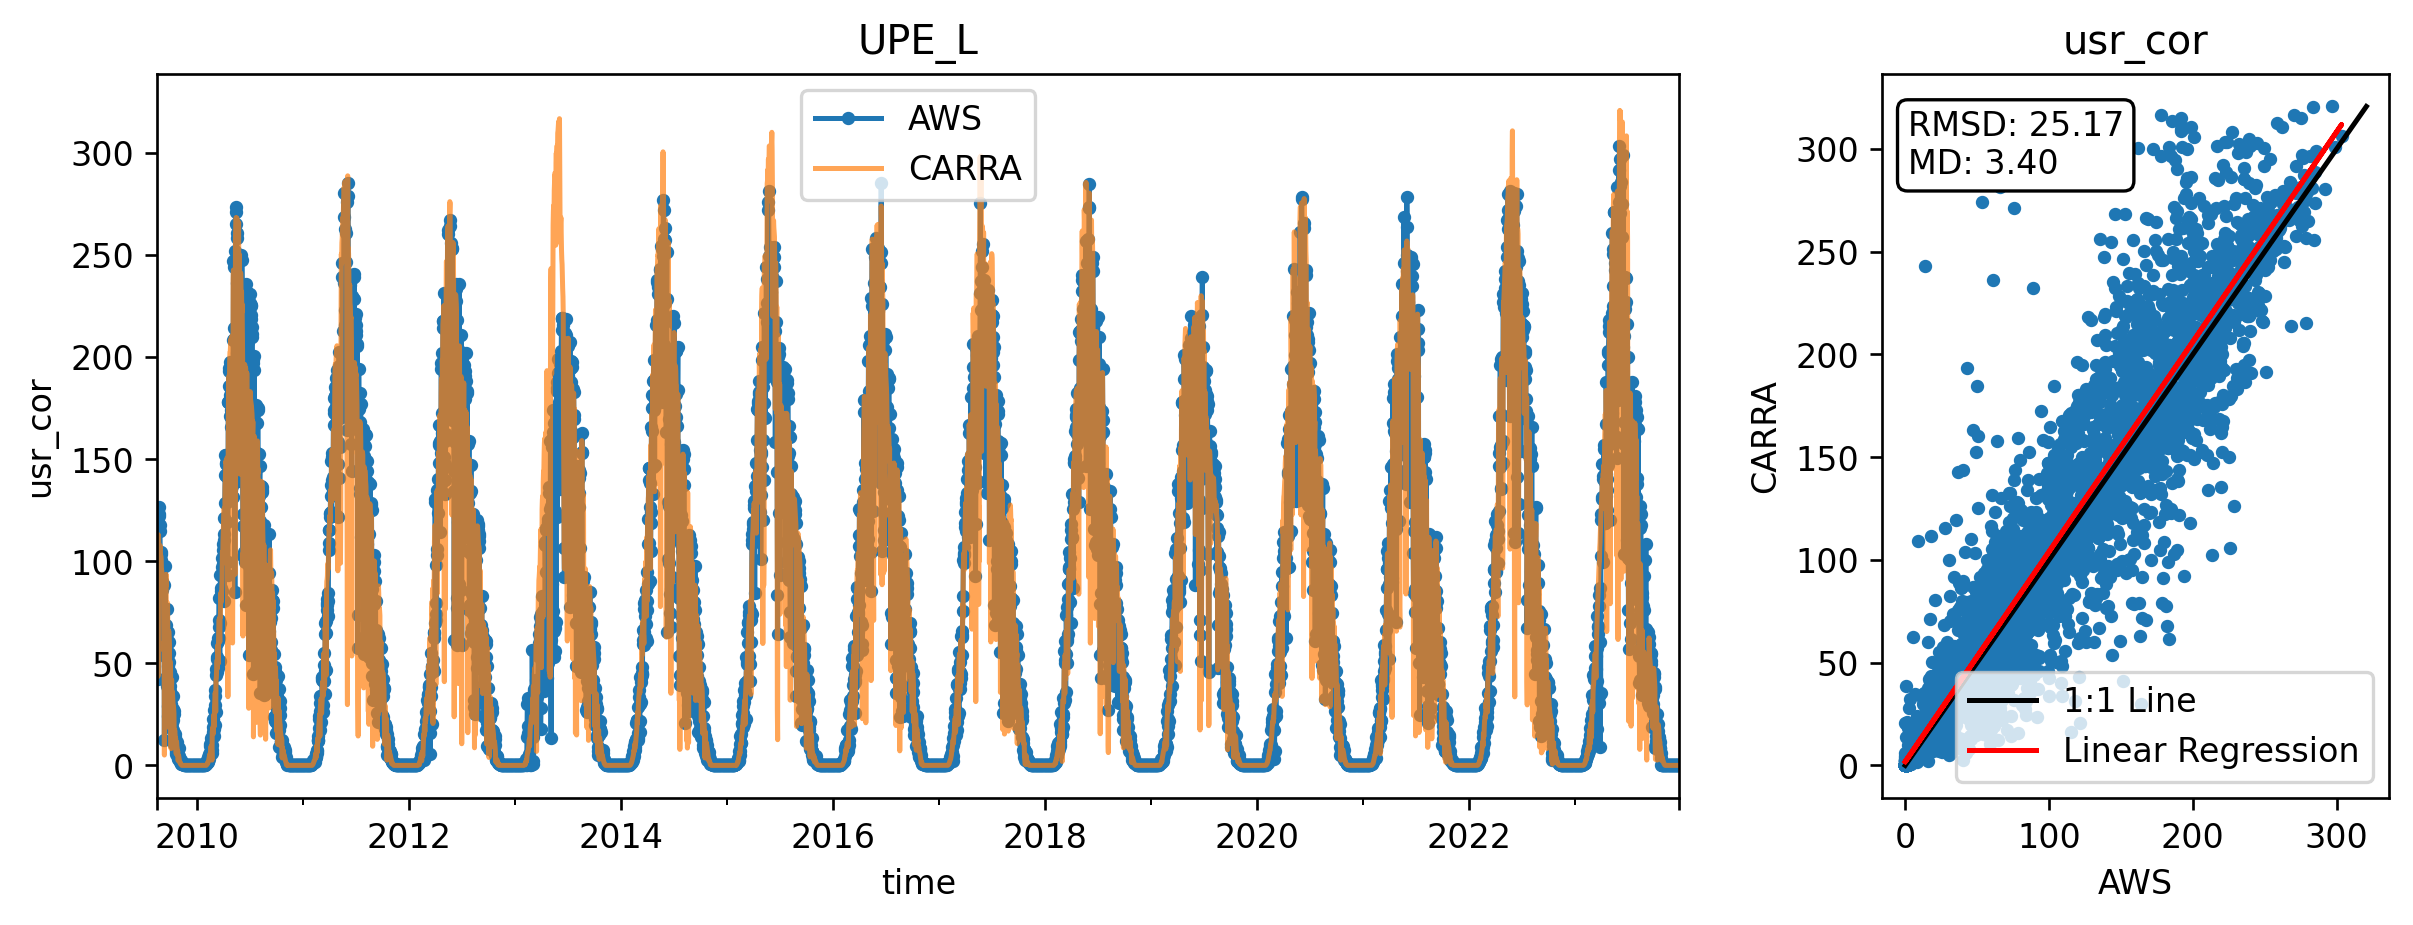 UPE_L
AWS
CARRA
300
250
200
150
100
50
0
usr_cor
2010 2012 2014 2016 2018 2020 2022
time
usr_cor
RMSD: 25.17
MD: 3.40
300
250
200
150
100
50
0
CARRA
1:1 Line
Linear Regression
0 100 200 300
AWS